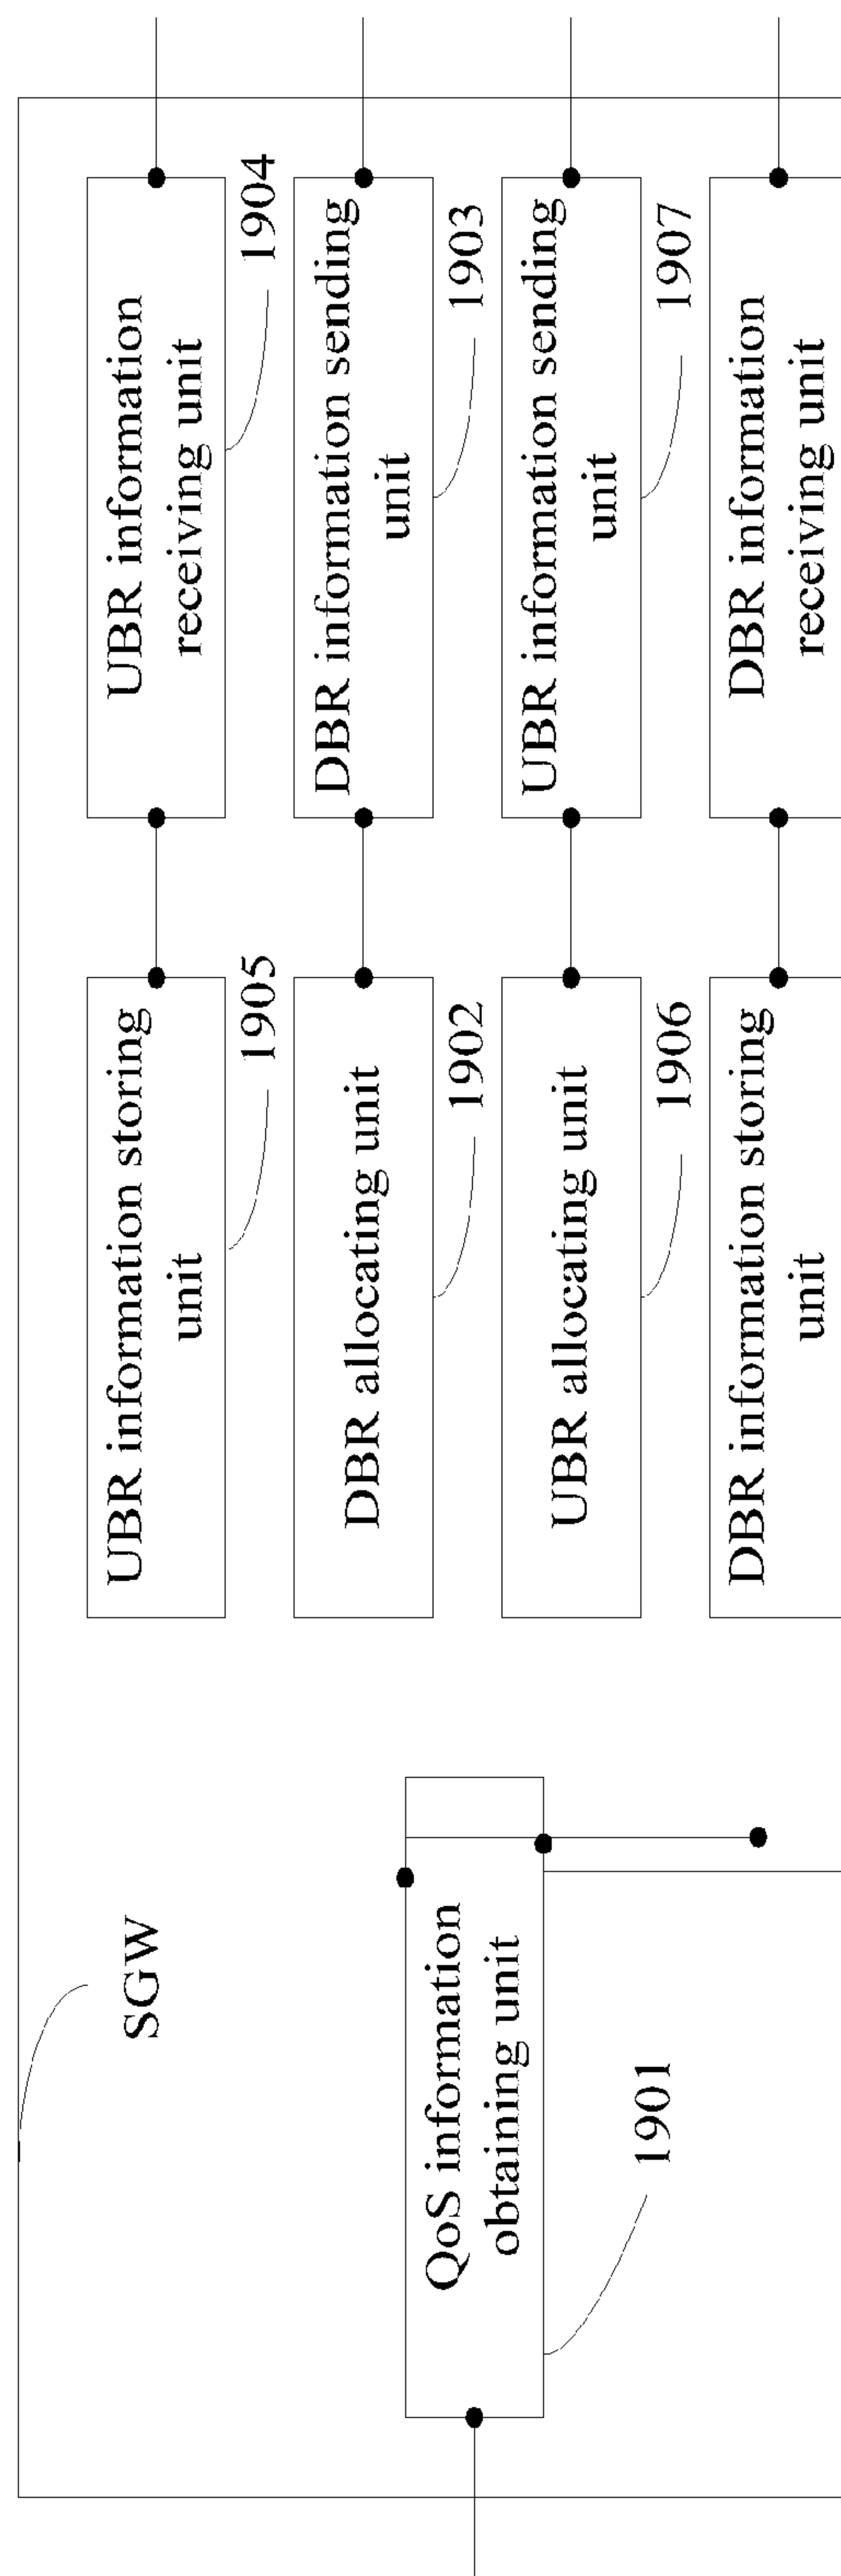 SGW
QoS information
obtaining unit
1901
UBR information storing
unit
1905
UBR information
receiving unit
1904
DBR allocating unit
1902
DBR information sending
unit
1903
UBR allocating unit
1906
UBR information sending
unit
1907
DBR information storing
unit
DBR information
receiving unit